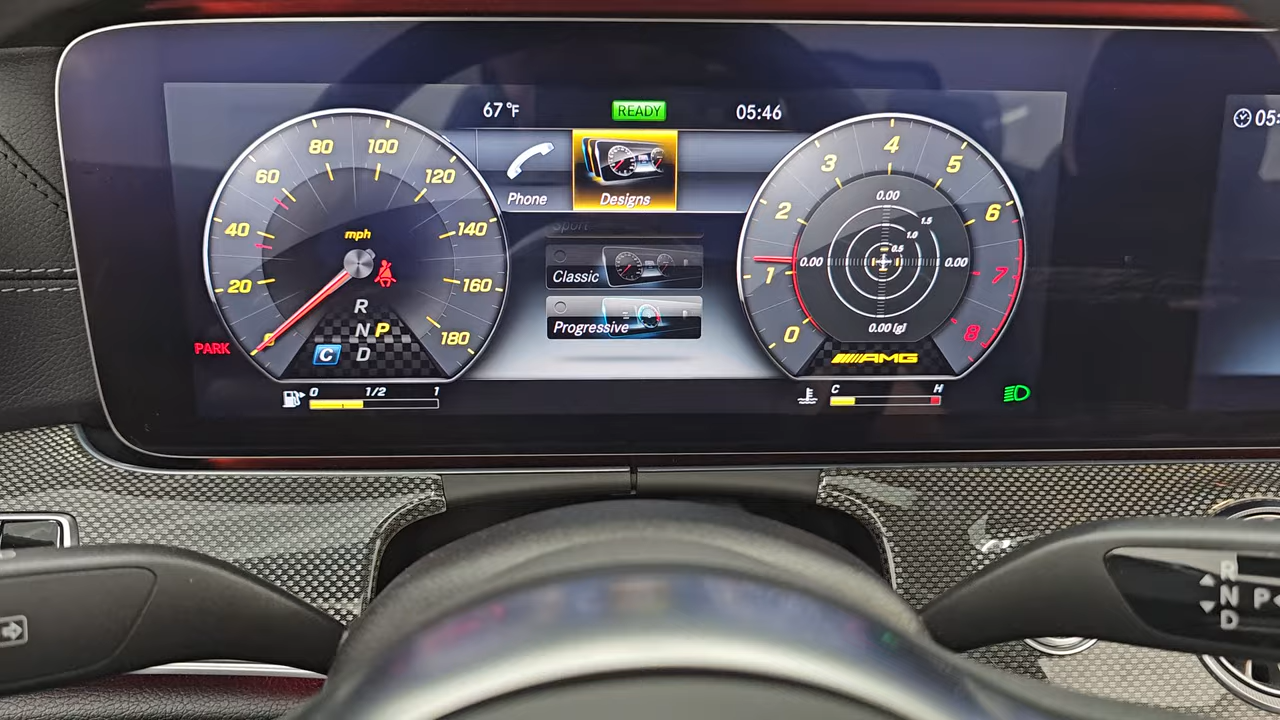 67 °F
READY
05:46
05:
Phone
Designs
Sport
Classic
Progressive
20
40
60
80
100
120
140
160
180
mph
R
N P
D
C
PARK
0 1/2 1
0
1
2
3
4
5
6
7
8
0.00
1.5
1.0
0.5
0.00
0.00
0.00 (g)
AMG
C H
R
N P
D